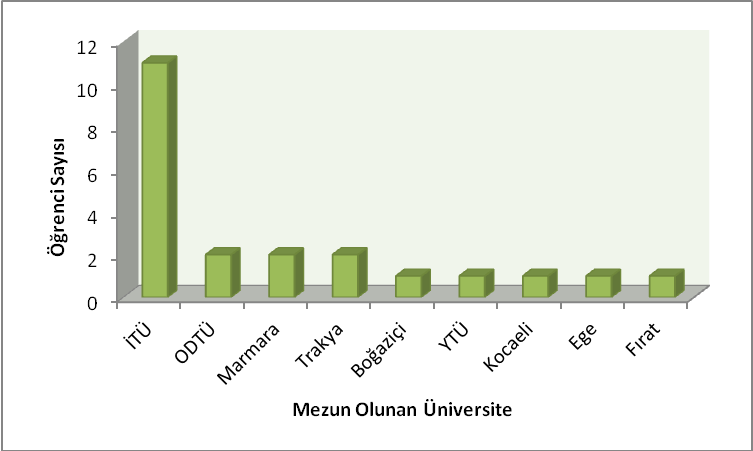 12
10
8
6
4
2
0
Öğrenci Sayısı
İTÜ
ODTÜ
Marmara
Trakya
Boğaziçi
YTÜ
Kocaeli
Ege
Fırat
Mezun Olunan Üniversite